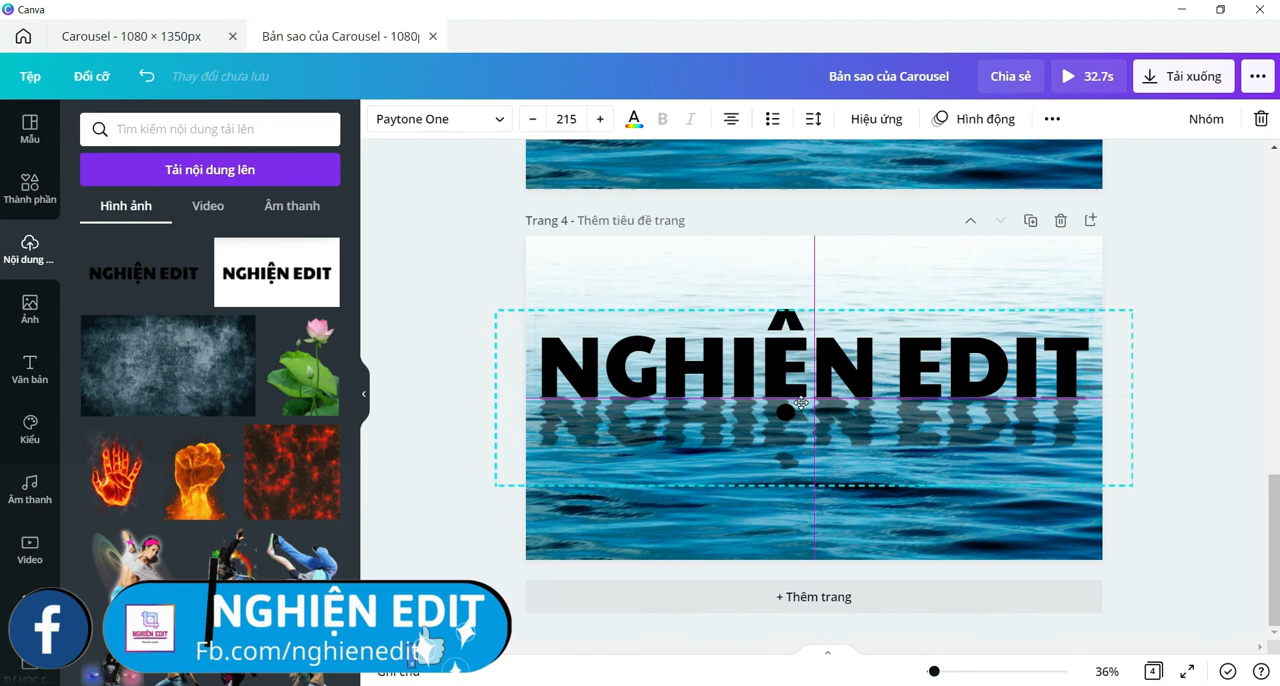 Canva
Carousel - 1080 × 1350px
Bản sao của Carousel - 1080
Tệp
Đổi cỡ
Thay đổi chưa lưu
Bản sao của Carousel
Chia sẻ
32.7s
Tải xuống
Mẫu
Thành phần
Nội dung ...
Ảnh
Văn bản
Kiểu
Âm thanh
Video
Tìm kiếm nội dung tải lên
Tải nội dung lên
Hình ảnh
Video
Âm thanh
NGHIỆN EDIT
NGHIỆN EDIT
Paytone One
215
A
B
I
Hiệu ứng
Hình động
Nhóm
Trang 4 - Thêm tiêu đề trang
NGHIỆN EDIT
+ Thêm trang
f
NGHIỆN EDIT
NGHIỆN EDIT
Fb.com/nghienedit
Ghi chú
36%
4